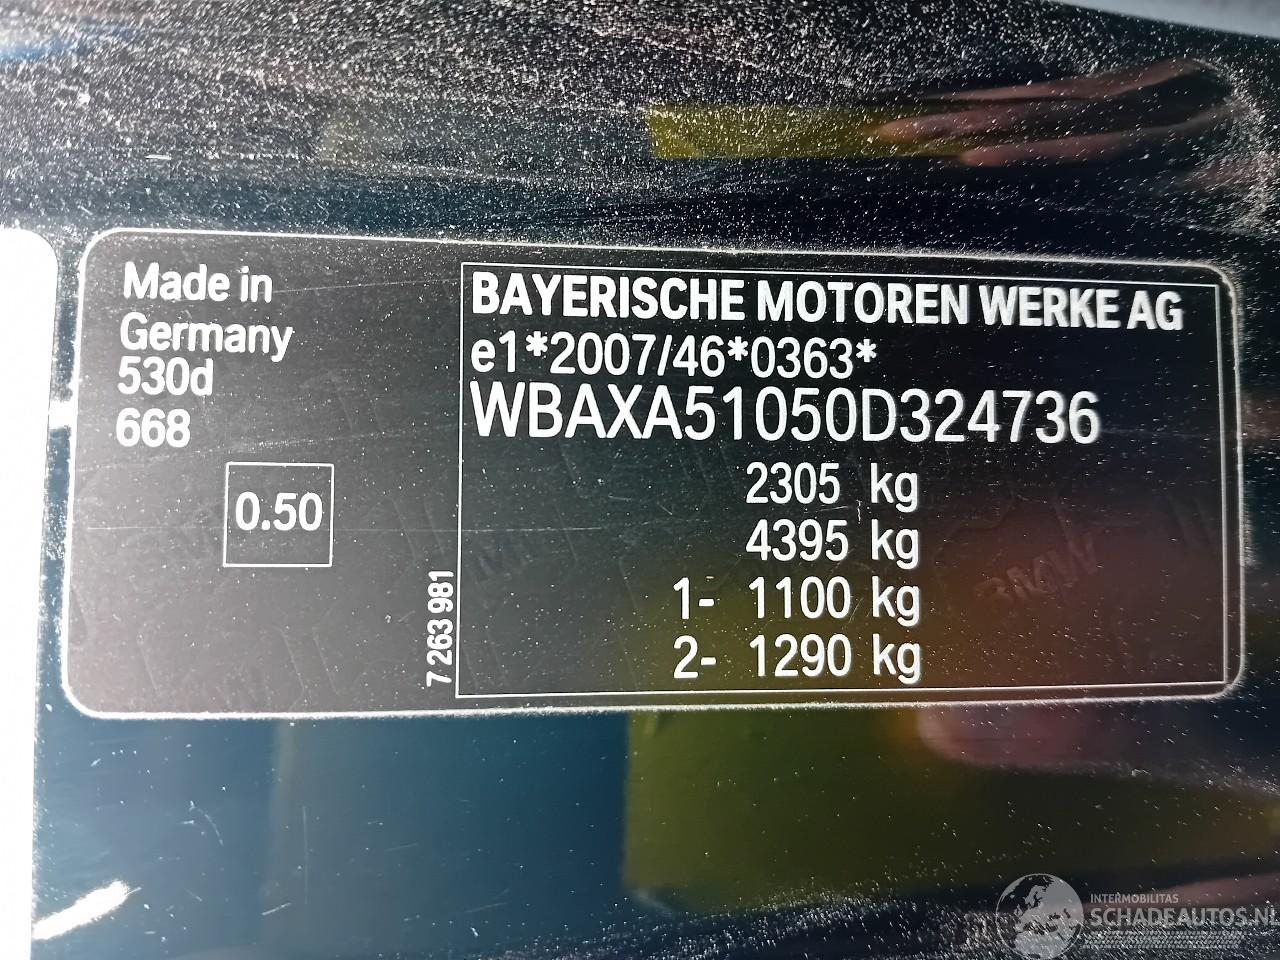 Made in
Germany
530d
668
0.50
7 263 981
BAYERISCHE MOTOREN WERKE AG
e1*2007/46*0363*
WBAXA51050D324736
2305 kg
4395 kg
1- 1100 kg
2- 1290 kg
BMW
INTERMOBILITAS
SCHADEAUTOS.NL